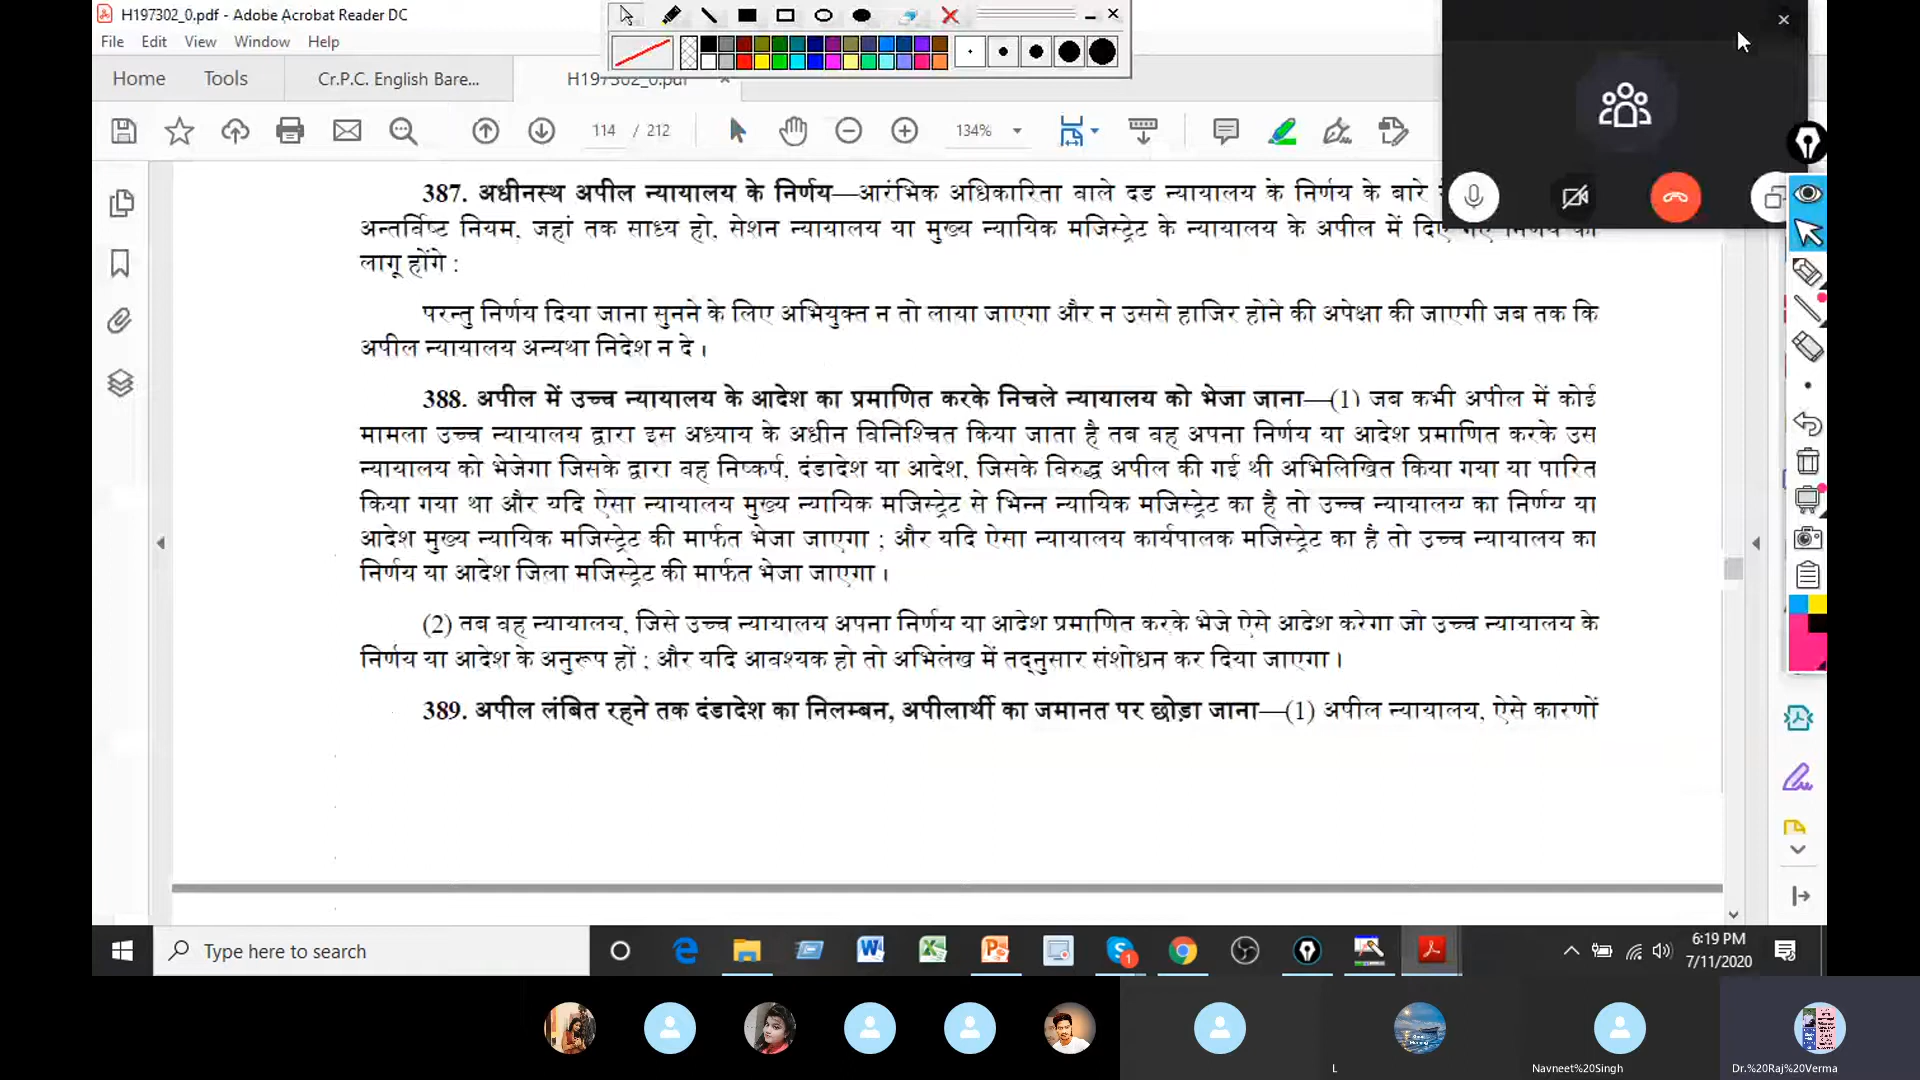 H197302_0.pdf - Adobe Acrobat Reader DC
File Edit View Window Help
Home Tools Cr.P.C. English Bare... H197302_0.pdf
114 / 212 134%
387. अधीनस्थ अपील न्यायालय के निर्णय—आरंभिक अधिकारिता वाले दंड न्यायालय के निर्णय के बारे
अन्तर्विष्ट नियम, जहां तक साध्य हो, सेशन न्यायालय या मुख्य न्यायिक मजिस्ट्रेट के न्यायालय के अपील में दिए गए निर्णय को
लागू होंगे :
परन्तु निर्णय दिया जाना सुनने के लिए अभियुक्त न तो लाया जाएगा और न उससे हाजिर होने की अपेक्षा की जाएगी जब तक कि
अपील न्यायालय अन्यथा निदेश न दे ।
388. अपील में उच्च न्यायालय के आदेश का प्रमाणित करके निचले न्यायालय को भेजा जाना—(1) जब कभी अपील में कोई
मामला उच्च न्यायालय द्वारा इस अध्याय के अधीन विनिश्चित किया जाता है तब वह अपना निर्णय या आदेश प्रमाणित करके उस
न्यायालय को भेजेगा जिसके द्वारा वह निष्कर्ष, दंडादेश या आदेश, जिसके विरुद्ध अपील की गई थी अभिलिखित किया गया या पारित
किया गया था और यदि ऐसा न्यायालय मुख्य न्यायिक मजिस्ट्रेट से भिन्न न्यायिक मजिस्ट्रेट का है तो उच्च न्यायालय का निर्णय या
आदेश मुख्य न्यायिक मजिस्ट्रेट की मार्फत भेजा जाएगा ; और यदि ऐसा न्यायालय कार्यपालक मजिस्ट्रेट का है तो उच्च न्यायालय का
निर्णय या आदेश जिला मजिस्ट्रेट की मार्फत भेजा जाएगा ।
(2) तब वह न्यायालय, जिसे उच्च न्यायालय अपना निर्णय या आदेश प्रमाणित करके भेजे ऐसे आदेश करेगा जो उच्च न्यायालय के
निर्णय या आदेश के अनुरूप हों ; और यदि आवश्यक हो तो अभिलेख में तद्नुसार संशोधन कर दिया जाएगा ।
389. अपील लंबित रहने तक दंडादेश का निलम्बन, अपीलार्थी का जमानत पर छोड़ा जाना—(1) अपील न्यायालय, ऐसे कारणों
Type here to search
6:19 PM
7/11/2020
L Navneet%20Singh Dr.%20Raj%20Verma